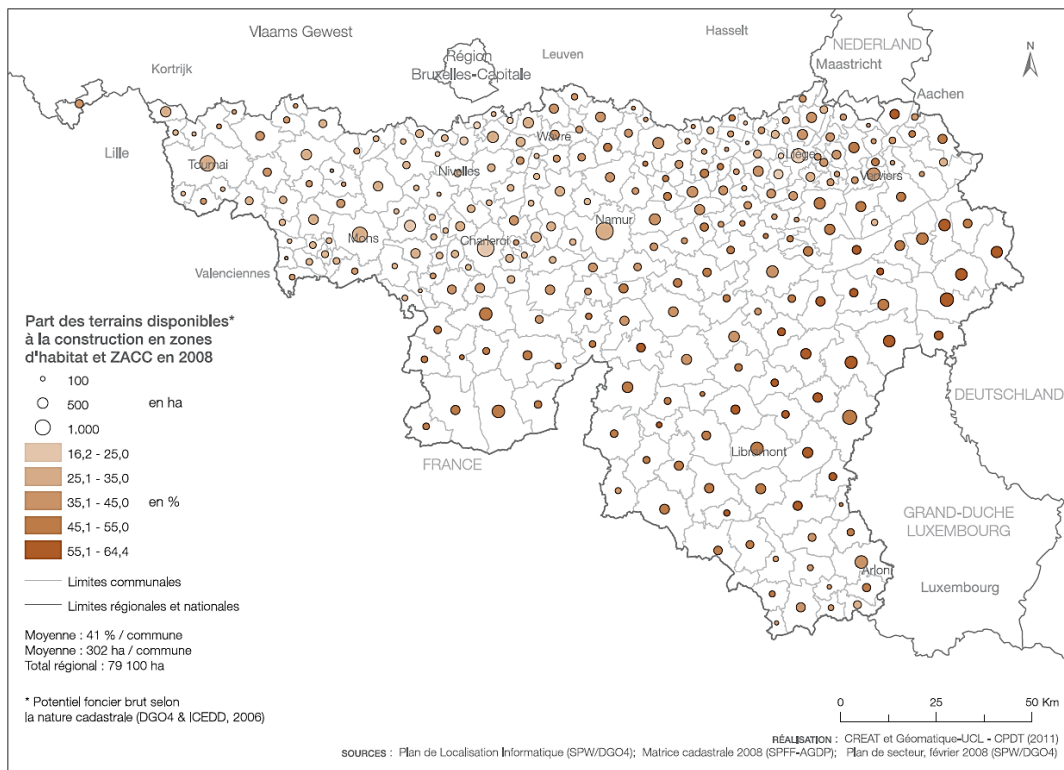 Vlaams Gewest
Hasselt
NEDERLAND
Région
Bruxelles-Capitale
Leuven
Maastricht
N
Kortrijk
Aachen
Lille
Wavre
Liège
Tournai
Nivelles
Verviers
Namur
Mons
Charleroi
Valenciennes
Part des terrains disponibles*
à la construction en zones
d'habitat et ZACC en 2008
100
500 en ha
1.000
16,2 - 25,0
25,1 - 35,0
35,1 - 45,0 en %
45,1 - 55,0
55,1 - 64,4
Limites communales
Limites régionales et nationales
Moyenne : 41 % / commune
Moyenne : 302 ha / commune
Total régional : 79 100 ha
* Potentiel foncier brut selon
la nature cadastrale (DGO4 & ICEDD, 2006)
DEUTSCHLAND
Libramont
FRANCE
GRAND-DUCHE
LUXEMBOURG
Arlon
Luxembourg
0 25 50 Km
RÉALISATION : CREAT et Géomatique-UCL - CPDT (2011)
SOURCES : Plan de Localisation Informatique (SPW/DGO4); Matrice cadastrale 2008 (SPFF-AGDP); Plan de secteur, février 2008 (SPW/DGO4)